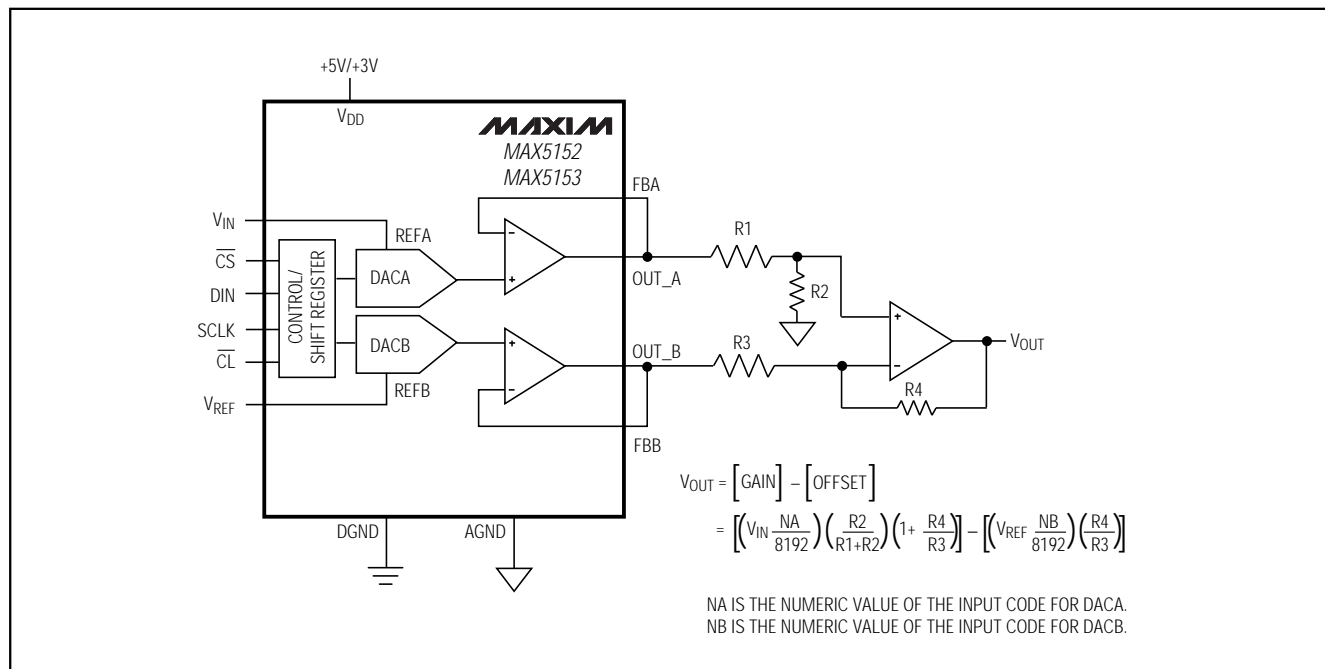 +5V/+3V
VDD
MAXIM
MAX5152
MAX5153
FBA
VIN
REFA
R1
CS
DIN
SCLK
CL
CONTROL/
SHIFT REGISTER
DACA
OUT_A
R2
+
-
VOUT
DACB
OUT_B
R3
R4
REFB
VREF
FBB
DGND
AGND
VOUT = [GAIN] – [OFFSET]
= [(VIN NA/8192)(R2/R1+R2)(1+ R4/R3)] – [(VREF NB/8192)(R4/R3)]
NA IS THE NUMERIC VALUE OF THE INPUT CODE FOR DACA.
NB IS THE NUMERIC VALUE OF THE INPUT CODE FOR DACB.